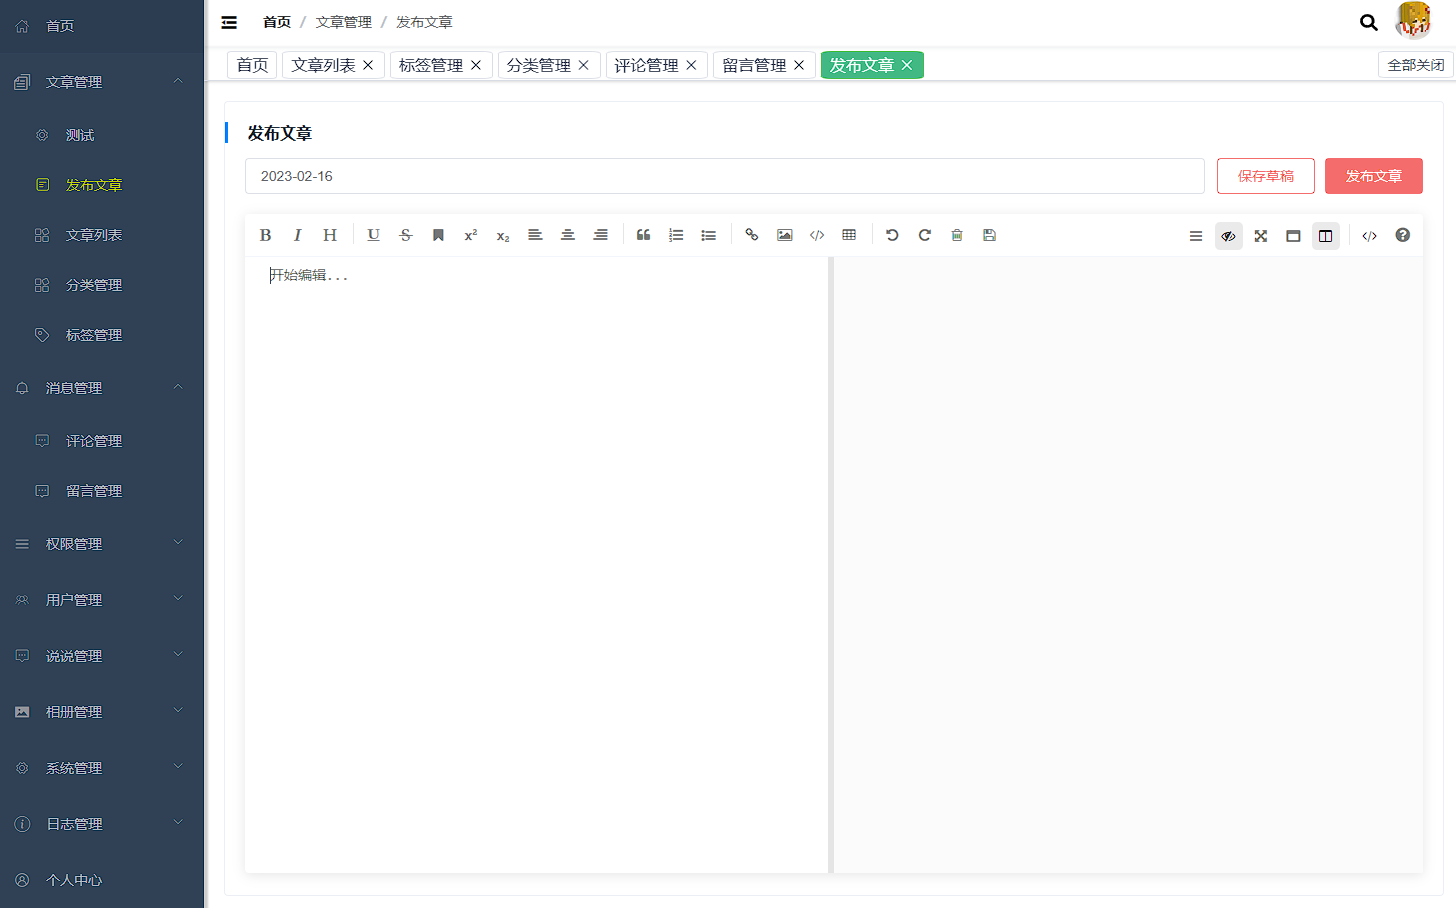 首页
文章管理
测试
发布文章
文章列表
分类管理
标签管理
消息管理
评论管理
留言管理
权限管理
用户管理
说说管理
相册管理
系统管理
日志管理
个人中心
首页 / 文章管理 / 发布文章
首页 文章列表 × 标签管理 × 分类管理 × 评论管理 × 留言管理 × 发布文章 × 全部关闭
发布文章
2023-02-16 保存草稿 发布文章
B I H U S x² x₂
开始编辑...